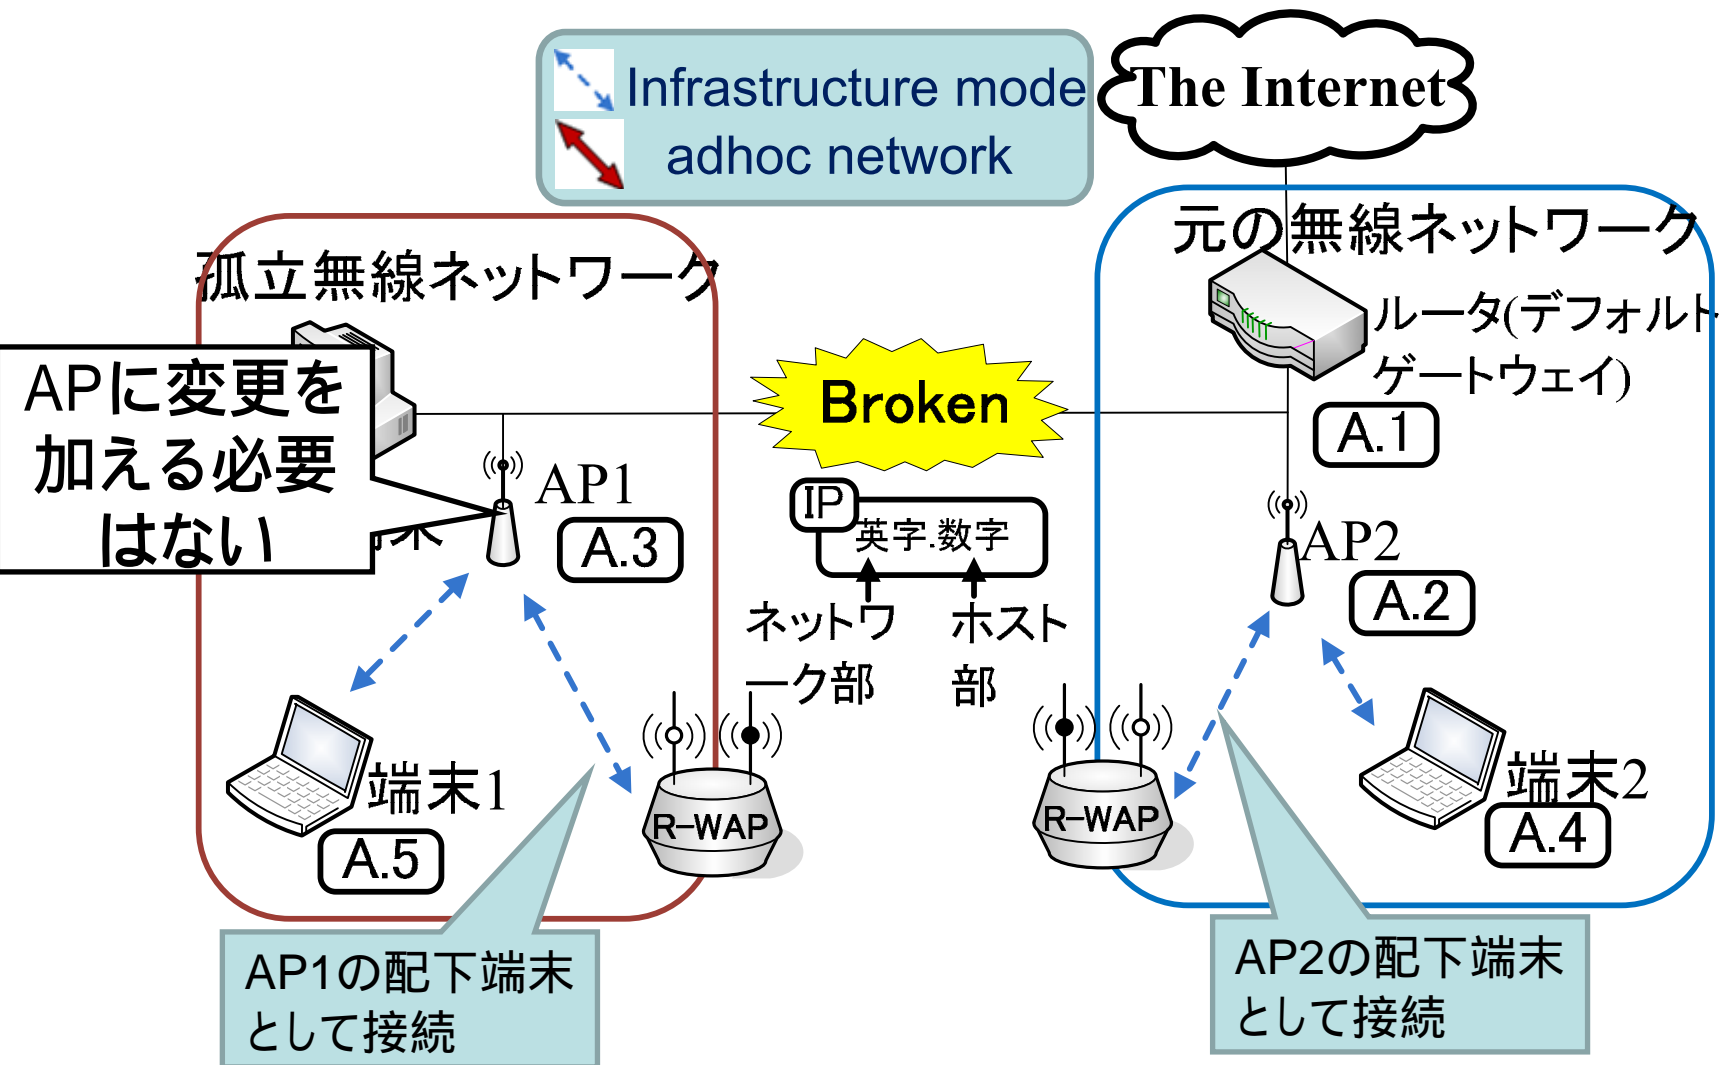 Infrastructure mode
adhoc network
The Internet
孤立無線ネットワーク
元の無線ネットワーク
ルータ(デフォルト
ゲートウェイ)
A.1
APに変更を
加える必要
はない
Broken
AP1
A.3
IP
英字.数字
ネットワ
ーク部
ホスト
部
AP2
A.2
端末1
A.5
R-WAP
R-WAP
端末2
A.4
AP1の配下端末
として接続
AP2の配下端末
として接続